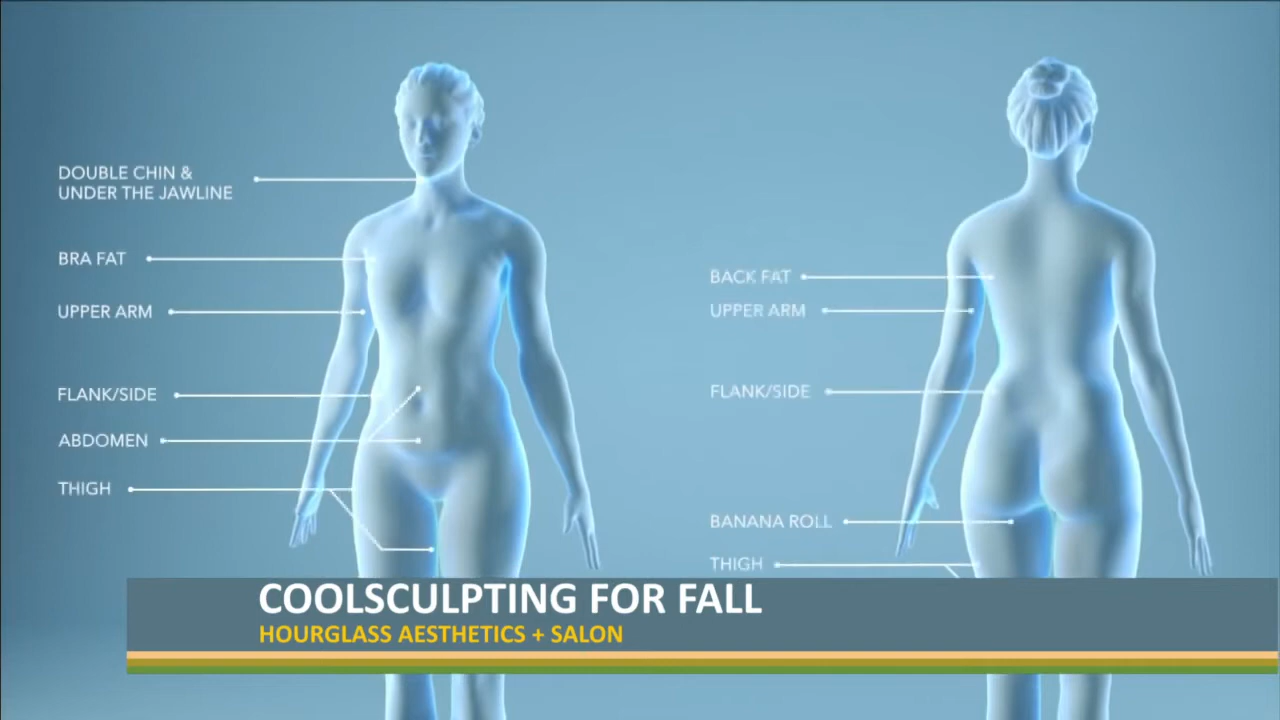 DOUBLE CHIN &
UNDER THE JAWLINE
BRA FAT
UPPER ARM
FLANK/SIDE
ABDOMEN
THIGH
BACK FAT
UPPER ARM
FLANK/SIDE
BANANA ROLL
THIGH
COOLSCULPTING FOR FALL
HOURGLASS AESTHETICS + SALON